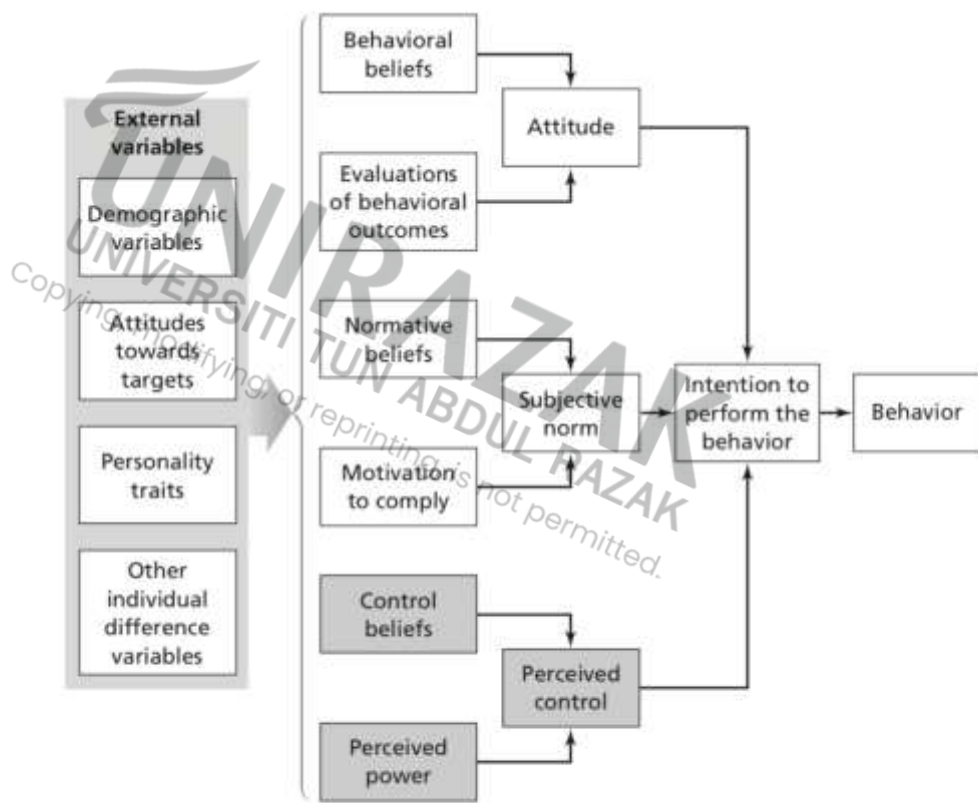 External
variables
Demographic
variables
Attitudes
towards
targets
Personality
traits
Other
individual
difference
variables
Behavioral
beliefs
Evaluations
of behavioral
outcomes
Attitude
Normative
beliefs
Motivation
to comply
Subjective
norm
Control
beliefs
Perceived
power
Perceived
control
Intention to
perform the
behavior
Behavior
UNIRAZAK
UNIVERSITI TUN ABDUL RAZAK
Copying, modifying, or reprinting is not permitted.